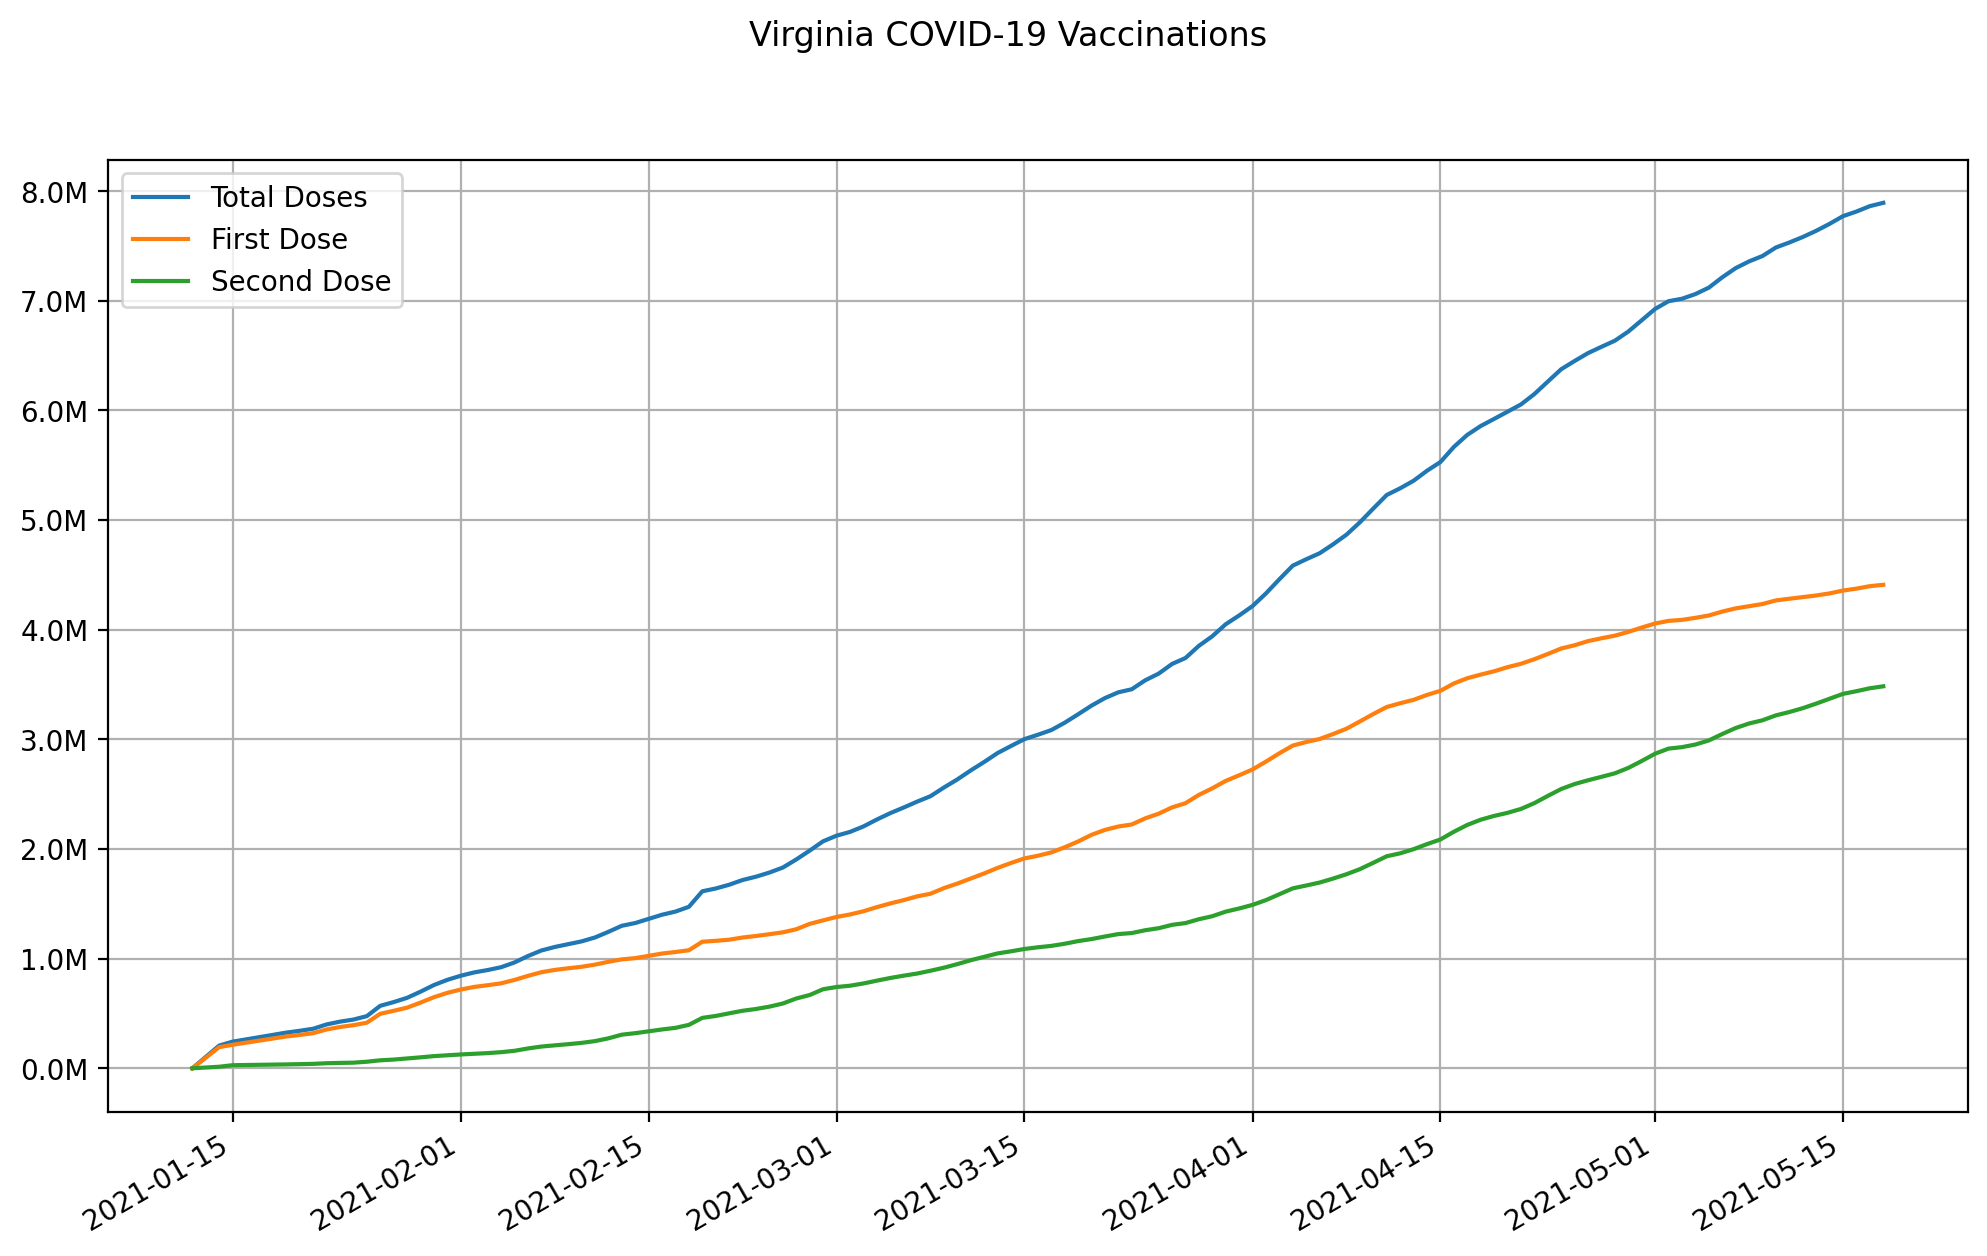 Virginia COVID-19 Vaccinations
Total Doses
First Dose
Second Dose
8.0M
7.0M
6.0M
5.0M
4.0M
3.0M
2.0M
1.0M
0.0M
2021-01-15
2021-02-01
2021-02-15
2021-03-01
2021-03-15
2021-04-01
2021-04-15
2021-05-01
2021-05-15